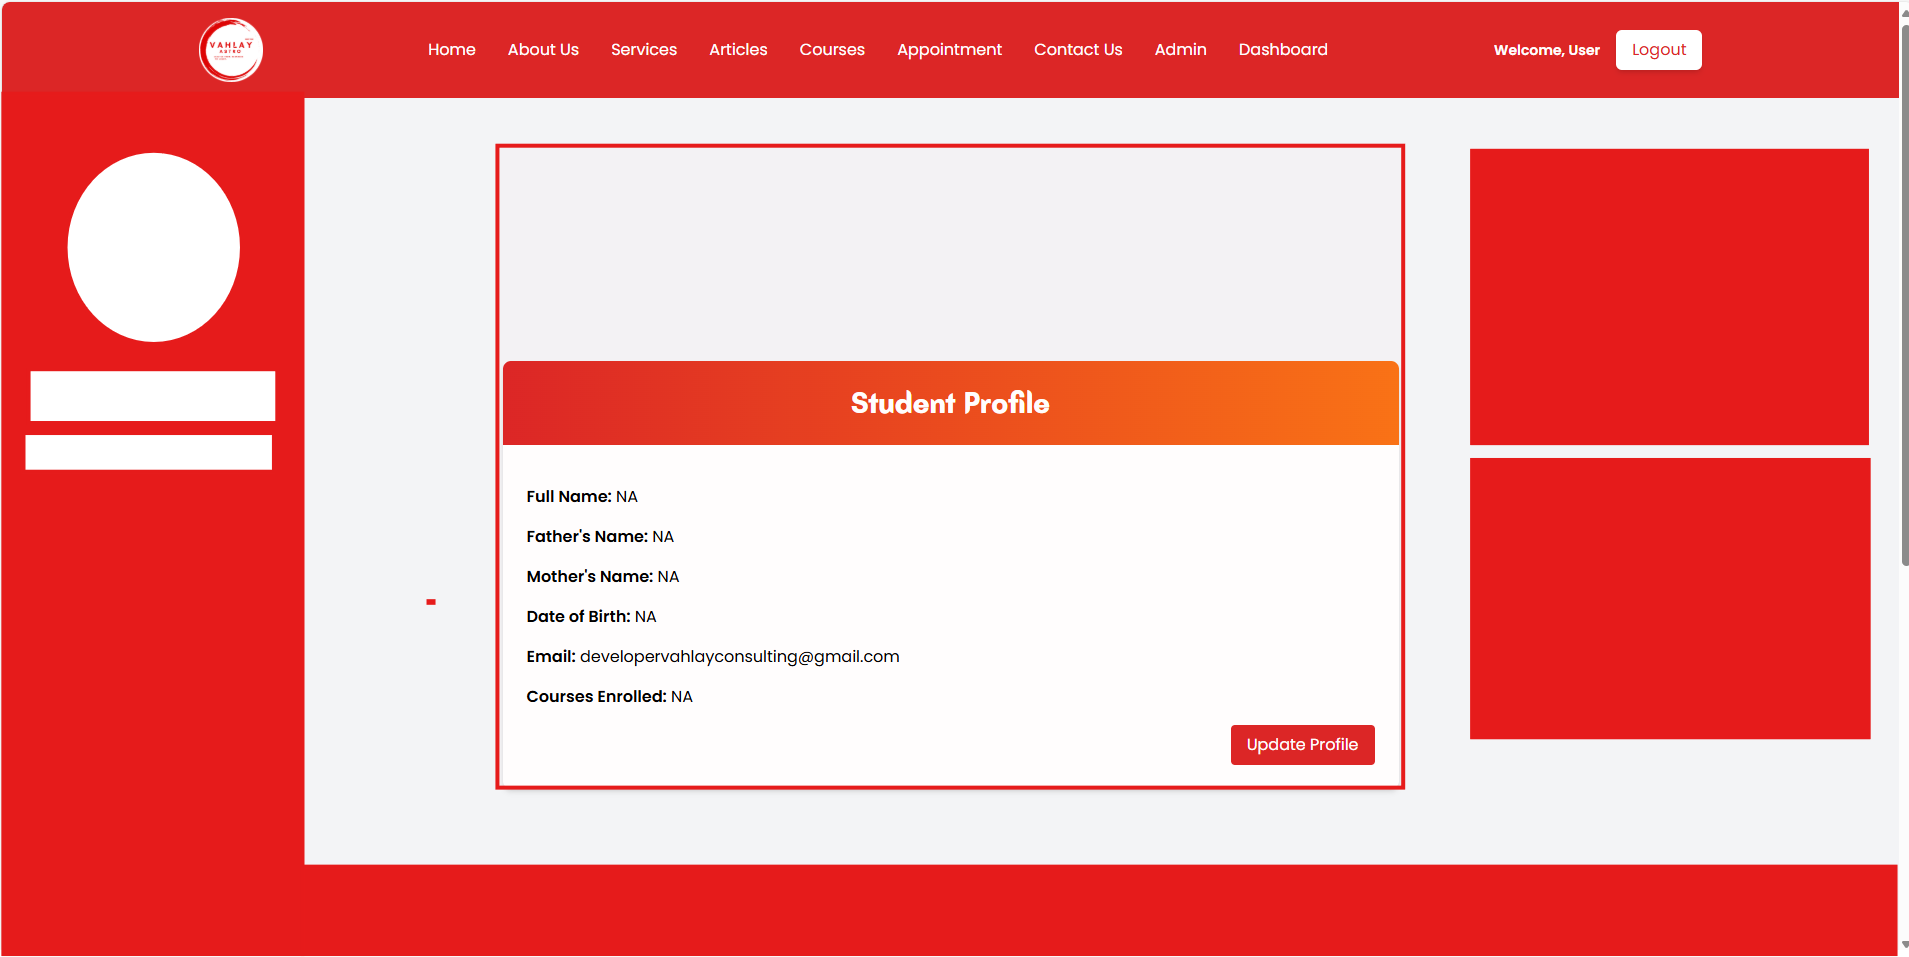 VAHLAY
ASTRO
Home About Us Services Articles Courses Appointment Contact Us Admin Dashboard Welcome, User Logout
Student Profile
Full Name: NA
Father's Name: NA
Mother's Name: NA
Date of Birth: NA
Email: developervahlayconsulting@gmail.com
Courses Enrolled: NA
Update Profile